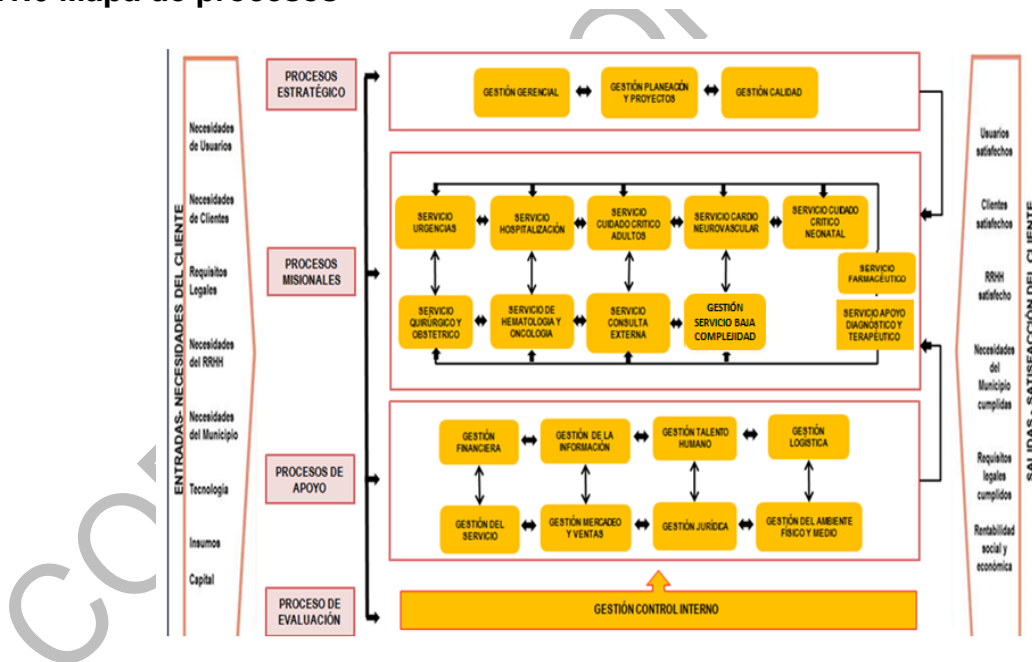 Mapa de procesos
ENTRADAS- NECESIDADES DEL CLIENTE
Necesidades
de Usuarios
Necesidades
de Clientes
Requisitos
Legales
Necesidades
del RRHH
Necesidades
del Municipio
Tecnología
Insumos
Capital
PROCESOS
ESTRATÉGICO
GESTIÓN GERENCIAL
GESTIÓN PLANEACIÓN
Y PROYECTOS
GESTIÓN CALIDAD
PROCESOS
MISIONALES
SERVICIO
URGENCIAS
SERVICIO
HOSPITALIZACIÓN
SERVICIO
CUIDADO CRITICO
ADULTOS
SERVICIO CARDIO
NEUROVASCULAR
SERVICIO CUIDADO
CRITICO
NEONATAL
SERVICIO
FARMACÉUTICO
SERVICIO
QUIRÚRGICO Y
OBSTETRICO
SERVICIO DE
HEMATOLOGIA Y
ONCOLOGIA
SERVICIO
CONSULTA
EXTERNA
GESTIÓN
SERVICIO BAJA
COMPLEJIDAD
SERVICIO APOYO
DIAGNÓSTICO Y
TERAPÉUTICO
PROCESOS DE
APOYO
GESTIÓN
FINANCIERA
GESTIÓN DE LA
INFORMACIÓN
GESTIÓN TALENTO
HUMANO
GESTIÓN
LOGÍSTICA
GESTIÓN DEL
SERVICIO
GESTIÓN MERCADEO
Y VENTAS
GESTIÓN JURÍDICA
GESTIÓN DEL AMBIENTE
FÍSICO Y MEDIO
PROCESO DE
EVALUACIÓN
GESTIÓN CONTROL INTERNO
Usuarios
satisfechos
Clientes
satisfechos
RRHH
satisfecho
Necesidades
del
Municipio
cumplidas
Requisitos
legales
cumplidos
Rentabilidad
social y
económica
SALIDAS - SATISFACCIÓN DEL CLIENTE